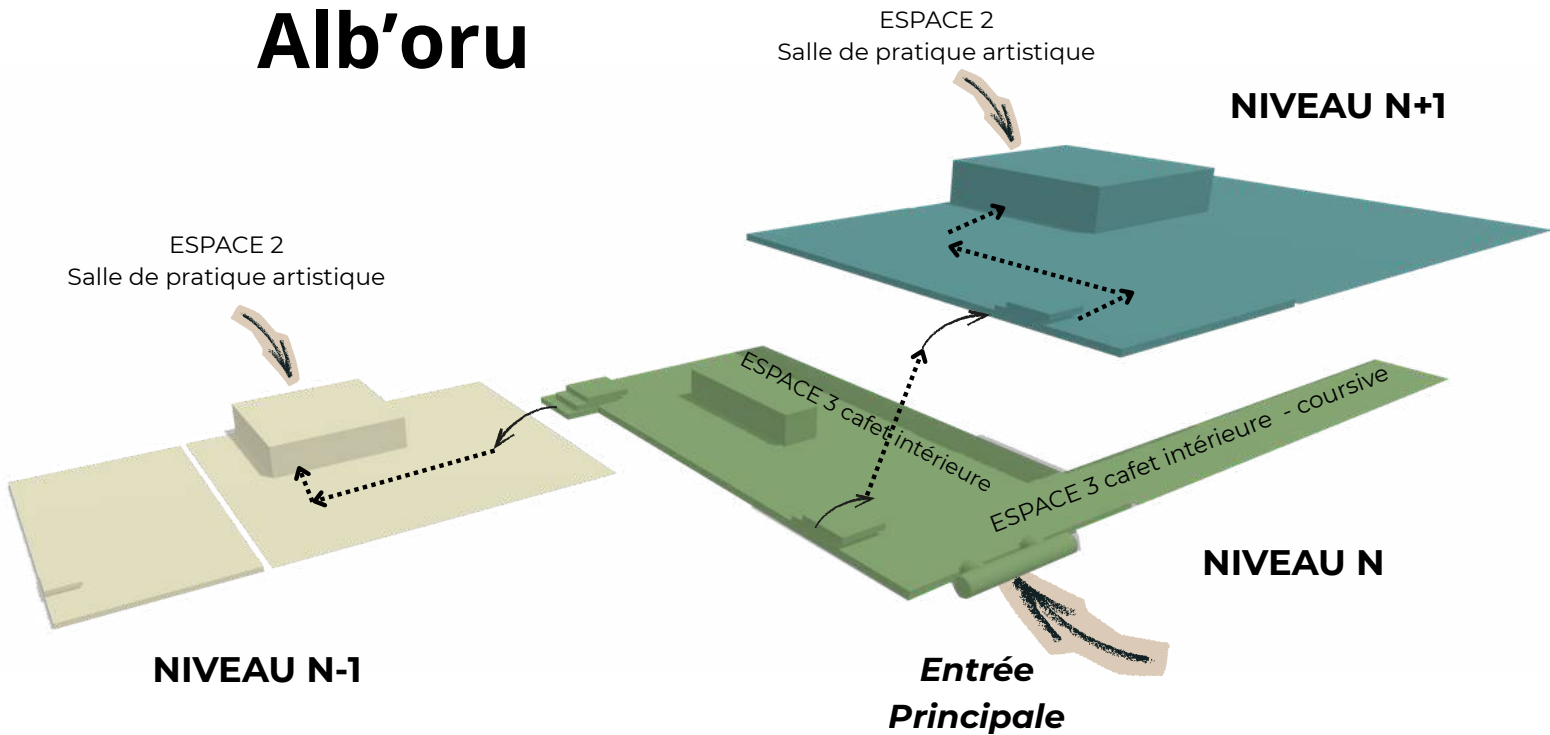 Alb’oru
ESPACE 2
Salle de pratique artistique
NIVEAU N+1
ESPACE 2
Salle de pratique artistique
ESPACE 3 cafet intérieure
ESPACE 3 cafet intérieure - coursive
NIVEAU N
NIVEAU N-1
Entrée
Principale